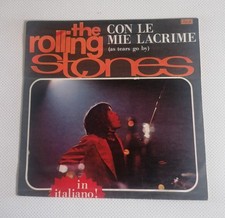 the
rolling
stones
CON LE
MIE LACRIME
(as tears go by)
in
italiano!